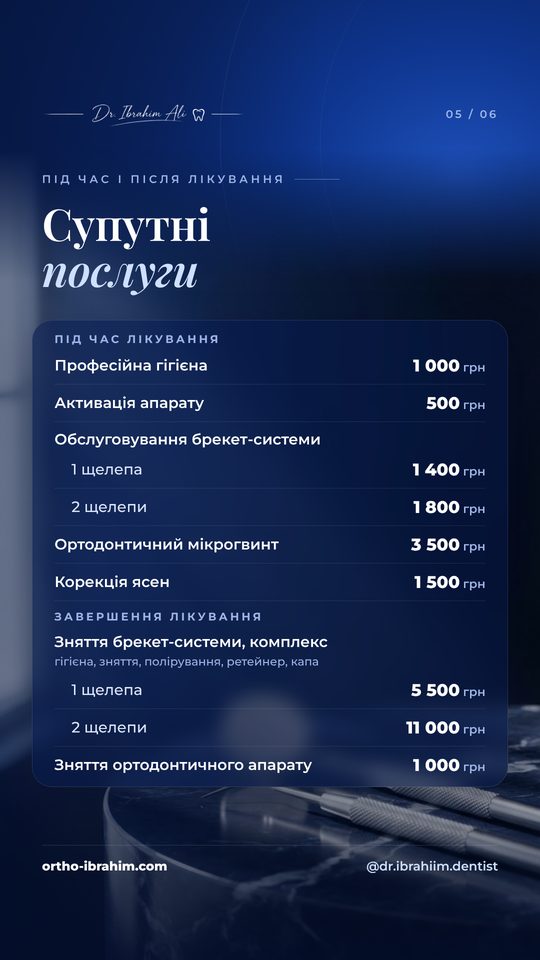 Dr. Ibrahim Ali
05 / 06
ПІД ЧАС І ПІСЛЯ ЛІКУВАННЯ
Супутні
послуги
ПІД ЧАС ЛІКУВАННЯ
Професійна гігієна 1 000 грн
Активація апарату 500 грн
Обслуговування брекет-системи
1 щелепа 1 400 грн
2 щелепи 1 800 грн
Ортодонтичний мікрогвинт 3 500 грн
Корекція ясен 1 500 грн
ЗАВЕРШЕННЯ ЛІКУВАННЯ
Зняття брекет-системи, комплекс
гігієна, зняття, полірування, ретейнер, капа
1 щелепа 5 500 грн
2 щелепи 11 000 грн
Зняття ортодонтичного апарату 1 000 грн
ortho-ibrahim.com @dr.ibrahiim.dentist